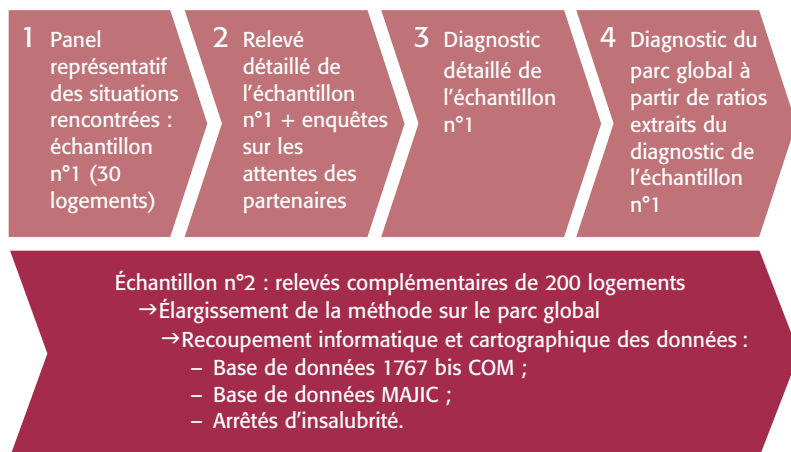 1 Panel
représentatif
des situations
rencontrées :
échantillon
n°1 (30
logements)
2 Relevé
détaillé de
l'échantillon
n°1 + enquêtes
sur les
attentes des
partenaires
3 Diagnostic
détaillé de
l'échantillon
n°1
4 Diagnostic du
parc global à
partir de ratios
extraits du
diagnostic de
l'échantillon
n°1
Échantillon n°2 : relevés complémentaires de 200 logements
→Élargissement de la méthode sur le parc global
→Recoupement informatique et cartographique des données :
– Base de données 1767 bis COM ;
– Base de données MAJIC ;
– Arrêtés d'insalubrité.